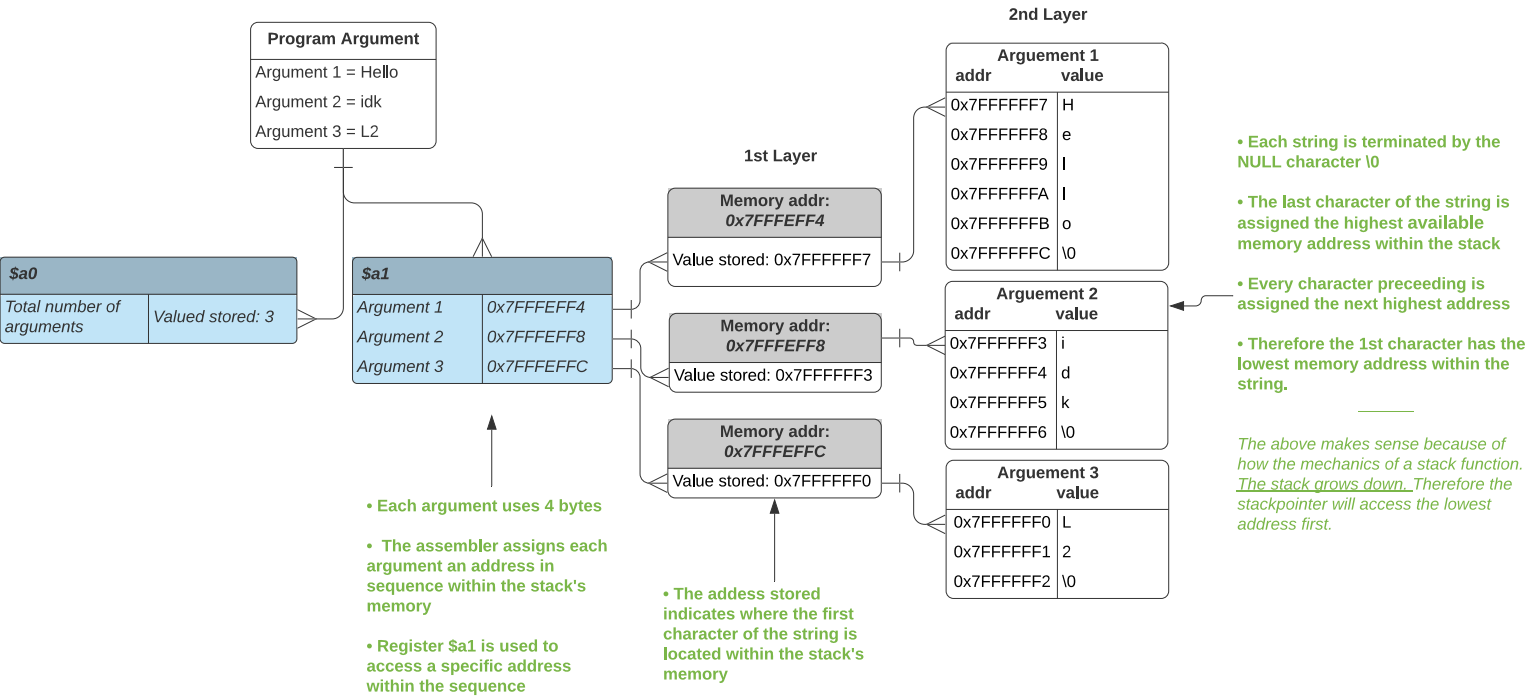 2nd Layer
Program Argument
Argument 1 = Hello
Argument 2 = idk
Argument 3 = L2
$a0
Total number of
arguments
Valued stored: 3
$a1
Argument 1 0x7FFFEFF4
Argument 2 0x7FFFEFF8
Argument 3 0x7FFFEFFC
• Each argument uses 4 bytes
• The assembler assigns each
argument an address in
sequence within the stack's
memory
• Register $a1 is used to
access a specific address
within the sequence
1st Layer
Memory addr:
0x7FFFEFF4
Value stored: 0x7FFFFFF7
Memory addr:
0x7FFFEFF8
Value stored: 0x7FFFFFF3
Memory addr:
0x7FFFEFFC
Value stored: 0x7FFFFFF0
• The addess stored
indicates where the first
character of the string is
located within the stack's
memory
Arguement 1
addr value
0x7FFFFFF7 H
0x7FFFFFF8 e
0x7FFFFFF9 l
0x7FFFFFFA l
0x7FFFFFFB o
0x7FFFFFFC \0
Arguement 2
addr value
0x7FFFFFF3 i
0x7FFFFFF4 d
0x7FFFFFF5 k
0x7FFFFFF6 \0
Arguement 3
addr value
0x7FFFFFF0 L
0x7FFFFFF1 2
0x7FFFFFF2 \0
• Each string is terminated by the
NULL character \0
• The last character of the string is
assigned the highest available
memory address within the stack
• Every character preceeding is
assigned the next highest address
• Therefore the 1st character has the
lowest memory address within the
string.
The above makes sense because of
how the mechanics of a stack function.
The stack grows down. Therefore the
stackpointer will access the lowest
address first.